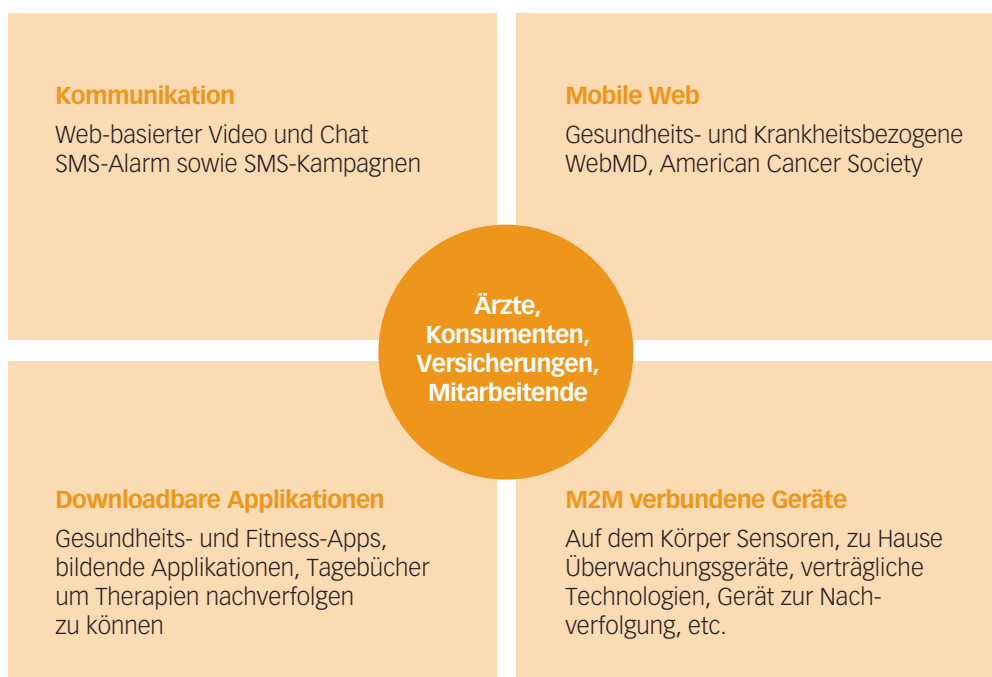 Kommunikation
Web-basierter Video und Chat
SMS-Alarm sowie SMS-Kampagnen
Mobile Web
Gesundheits- und Krankheitsbezogene
WebMD, American Cancer Society
Ärzte,
Konsumenten,
Versicherungen,
Mitarbeitende
Downloadbare Applikationen
Gesundheits- und Fitness-Apps,
bildende Applikationen, Tagebücher
um Therapien nachverfolgen
zu können
M2M verbundene Geräte
Auf dem Körper Sensoren, zu Hause
Überwachungsgeräte, verträgliche
Technologien, Gerät zur Nach-
verfolgung, etc.